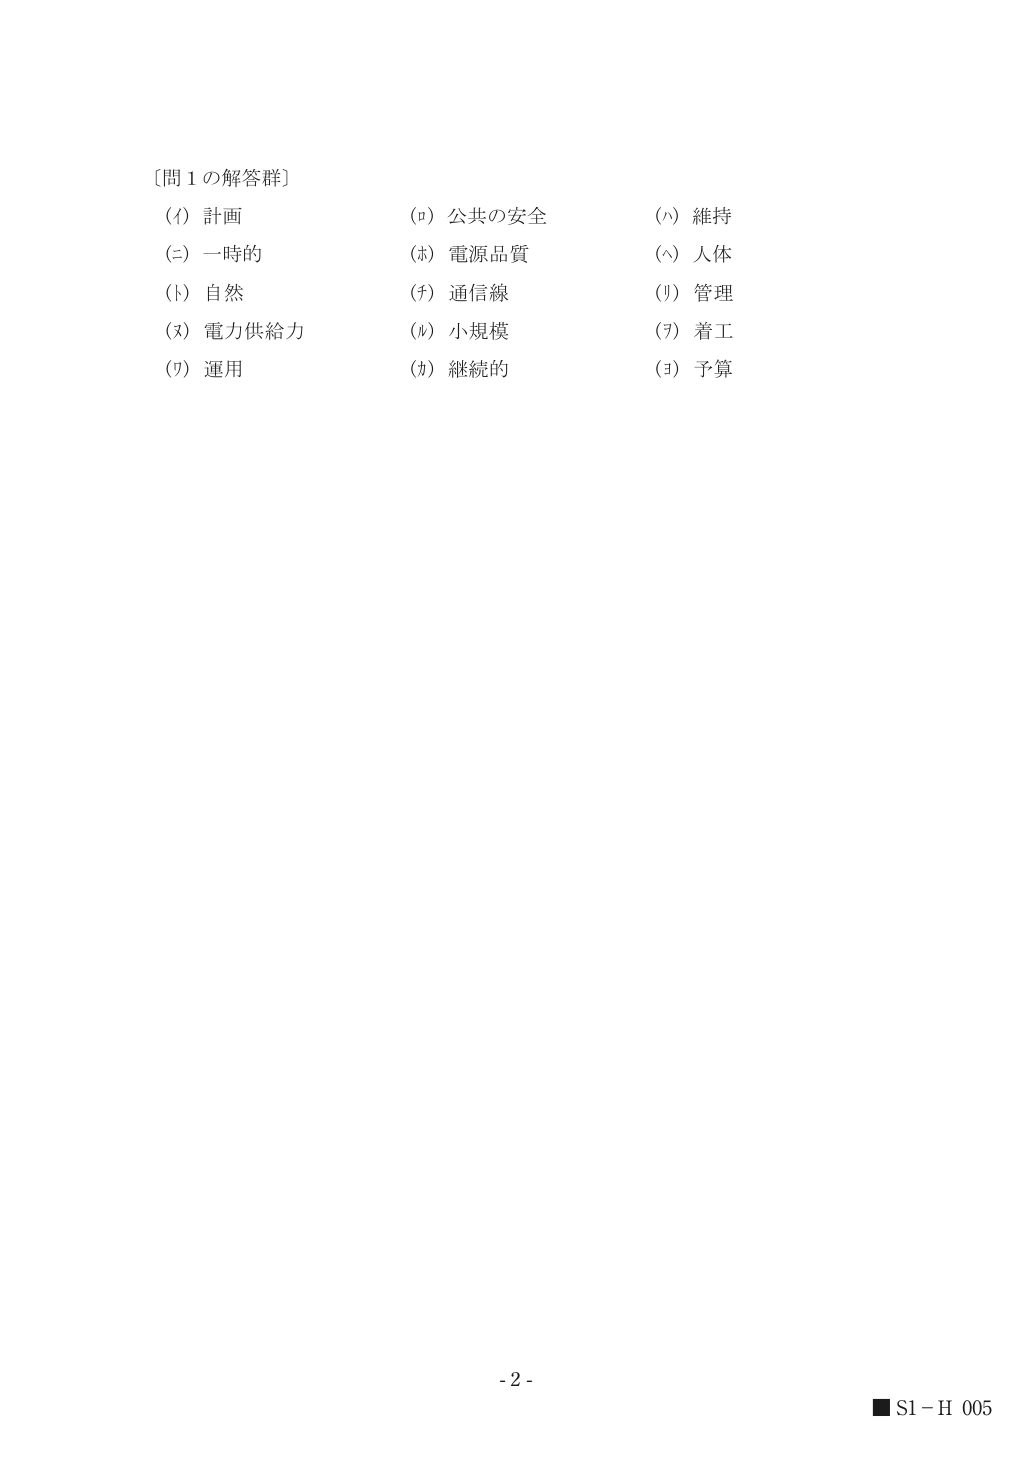 〔問１の解答群〕
（イ） 計画 （ロ） 公共の安全 （ハ） 維持
（ニ） 一時的 （ホ） 電源品質 （ヘ） 人体
（ト） 自然 （チ） 通信線 （リ） 管理
（ヌ） 電力供給力 （ル） 小規模 （ヲ） 着工
（ワ） 運用 （カ） 継続的 （ヨ） 予算
- 2 -
■ S1－H 005